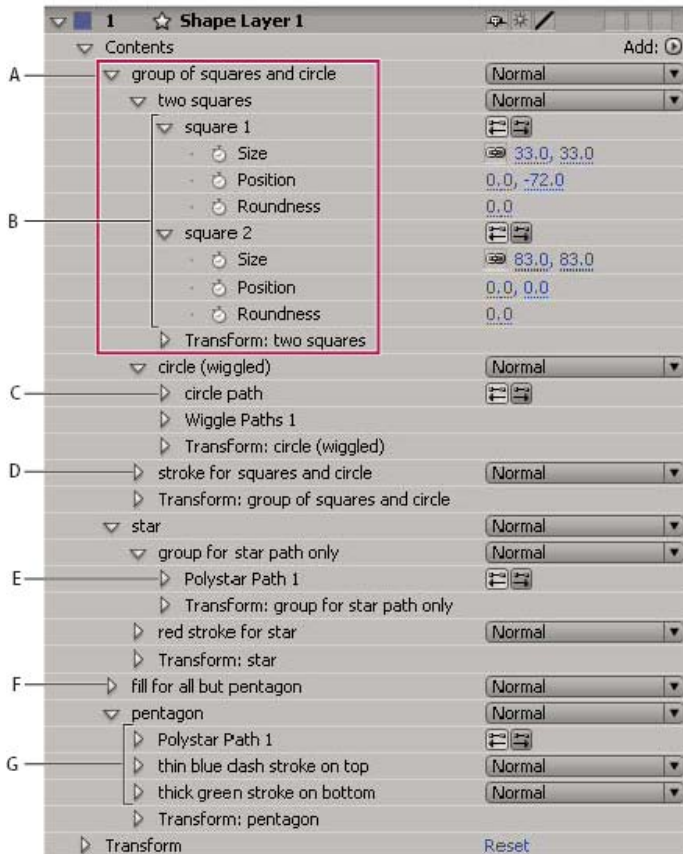 1 Shape Layer 1
Contents Add:
A group of squares and circle Normal
two squares Normal
square 1
Size 33.0, 33.0
Position 0.0, -72.0
Roundness 0.0
B
square 2
Size 83.0, 83.0
Position 0.0, 0.0
Roundness 0.0
Transform: two squares
circle (wiggled) Normal
C circle path
Wiggle Paths 1
Transform: circle (wiggled)
D stroke for squares and circle Normal
Transform: group of squares and circle
star Normal
group for star path only Normal
E Polystar Path 1
Transform: group for star path only
red stroke for star Normal
Transform: star
F fill for all but pentagon Normal
pentagon Normal
Polystar Path 1
G thin blue dash stroke on top Normal
thick green stroke on bottom Normal
Transform: pentagon
Transform Reset